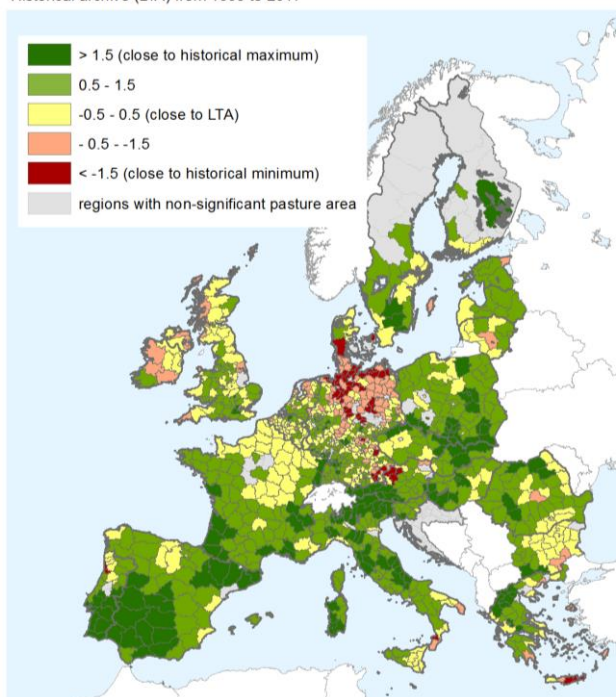 > 1.5 (close to historical maximum)
0.5 - 1.5
-0.5 - 0.5 (close to LTA)
- 0.5 - -1.5
< -1.5 (close to historical minimum)
regions with non-significant pasture area